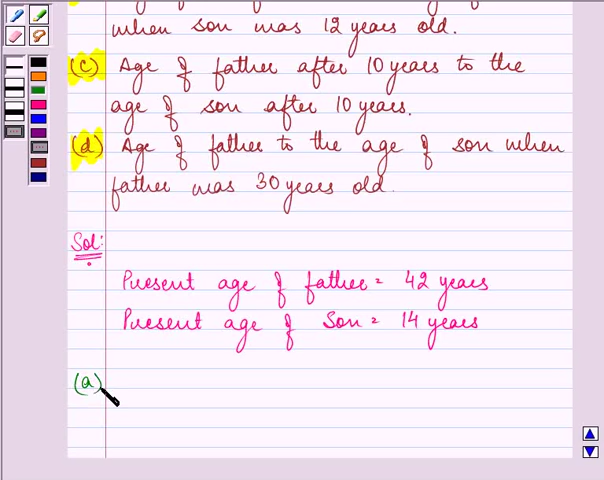 when son was 12 years old.
(c) Age of father after 10 years to the
age of son after 10 years.
(d) Age of father to the age of son when
father was 30 years old.
Sol:
Present age of father = 42 years
Present age of Son = 14 years
(a)